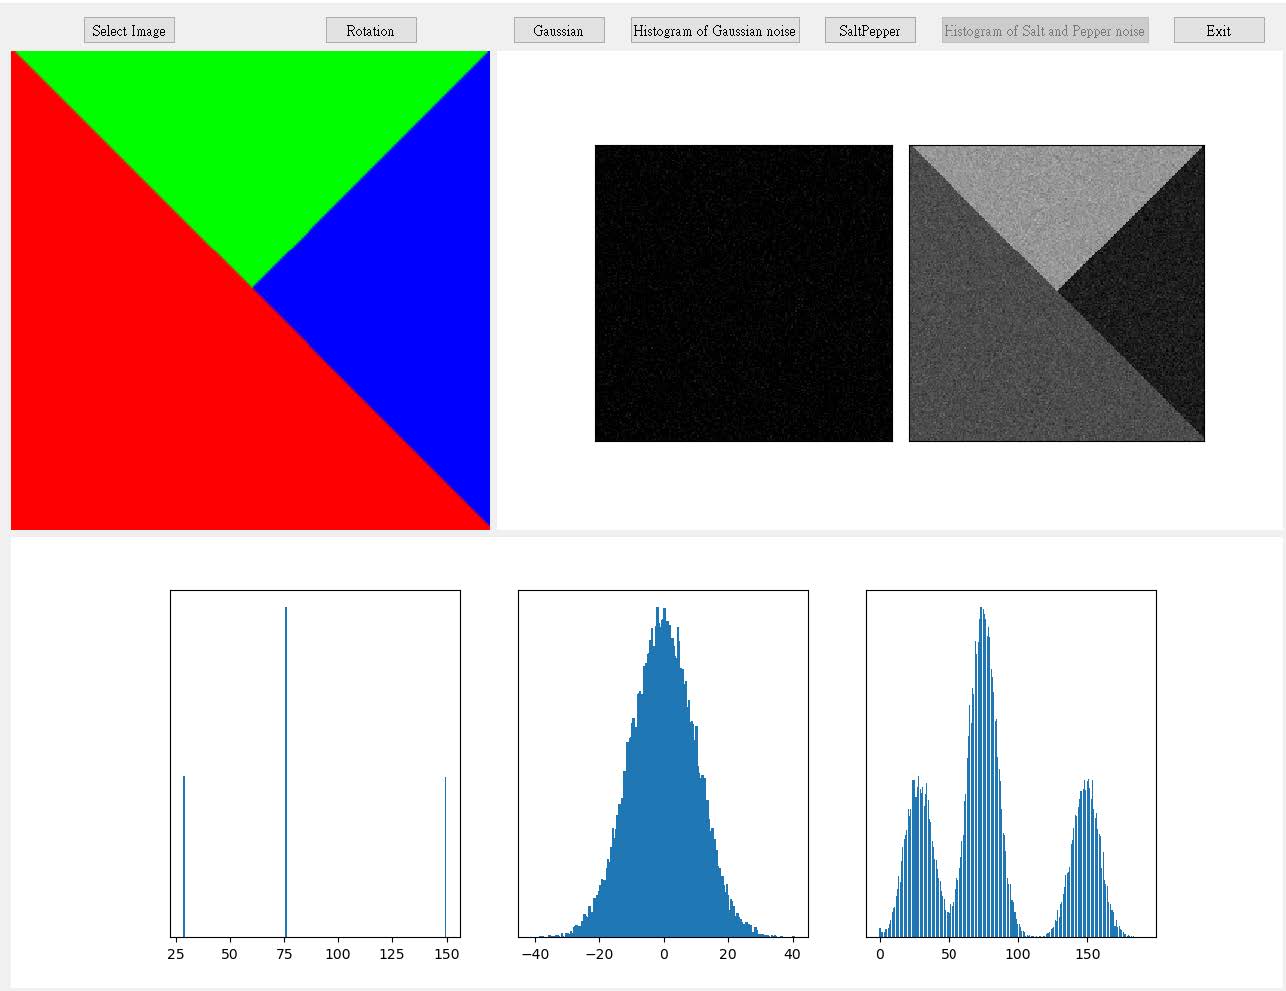 Select Image
Rotation
Gaussian
Histogram of Gaussian noise
SaltPepper
Histogram of Salt and Pepper noise
Exit
25 50 75 100 125 150
−40 −20 0 20 40
0 50 100 150